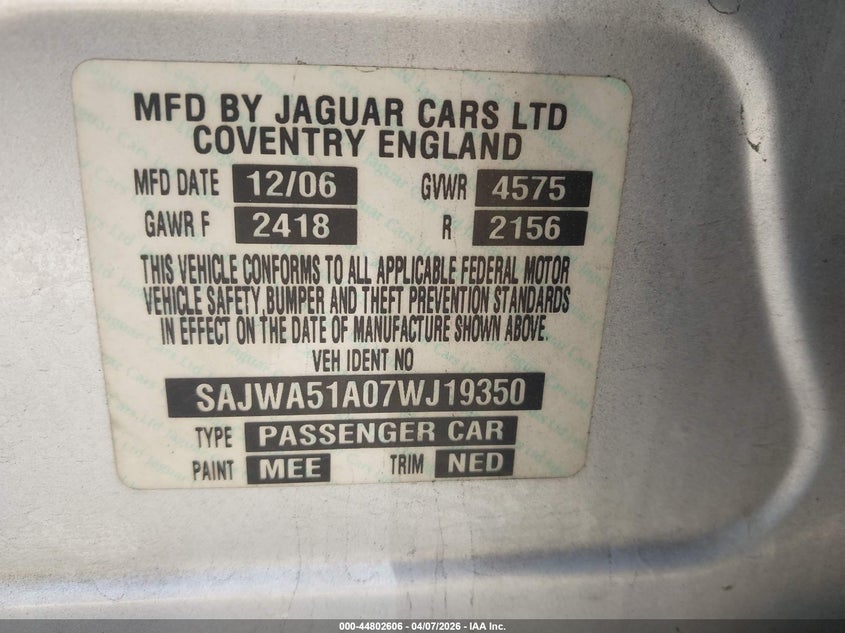 MFD BY JAGUAR CARS LTD
COVENTRY ENGLAND
MFD DATE 12/06 GVWR 4575
GAWR F 2418 R 2156
THIS VEHICLE CONFORMS TO ALL APPLICABLE FEDERAL MOTOR
VEHICLE SAFETY,BUMPER AND THEFT PREVENTION STANDARDS
IN EFFECT ON THE DATE OF MANUFACTURE SHOWN ABOVE.
VEH IDENT NO
SAJWA51A07WJ19350
TYPE PASSENGER CAR
PAINT MEE TRIM NED
000-44802606 - 04/07/2026 - IAA Inc.